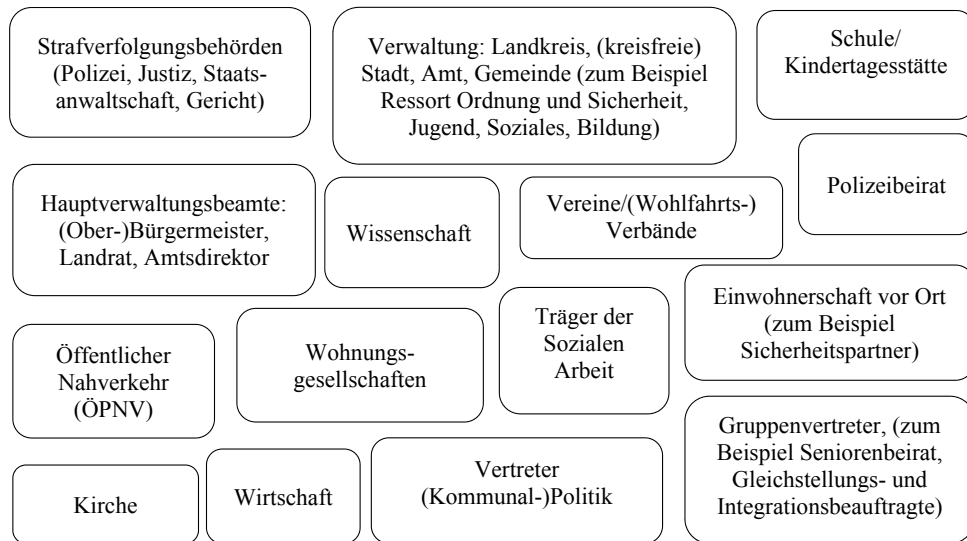 Strafverfolgungsbehörden
(Polizei, Justiz, Staats-
anwaltschaft, Gericht)
Verwaltung: Landkreis, (kreisfreie)
Stadt, Amt, Gemeinde (zum Beispiel
Ressort Ordnung und Sicherheit,
Jugend, Soziales, Bildung)
Schule/
Kindertagesstätte
Hauptverwaltungsbeamte:
(Ober-)Bürgermeister,
Landrat, Amtsdirektor
Wissenschaft
Vereine/(Wohlfahrts-)
Verbände
Polizeibeirat
Öffentlicher
Nahverkehr
(ÖPNV)
Wohnungs-
gesellschaften
Träger der
Sozialen
Arbeit
Einwohnerschaft vor Ort
(zum Beispiel
Sicherheitspartner)
Kirche
Wirtschaft
Vertreter
(Kommunal-)Politik
Gruppenvertreter, (zum
Beispiel Seniorenbeirat,
Gleichstellungs- und
Integrationsbeauftragte)